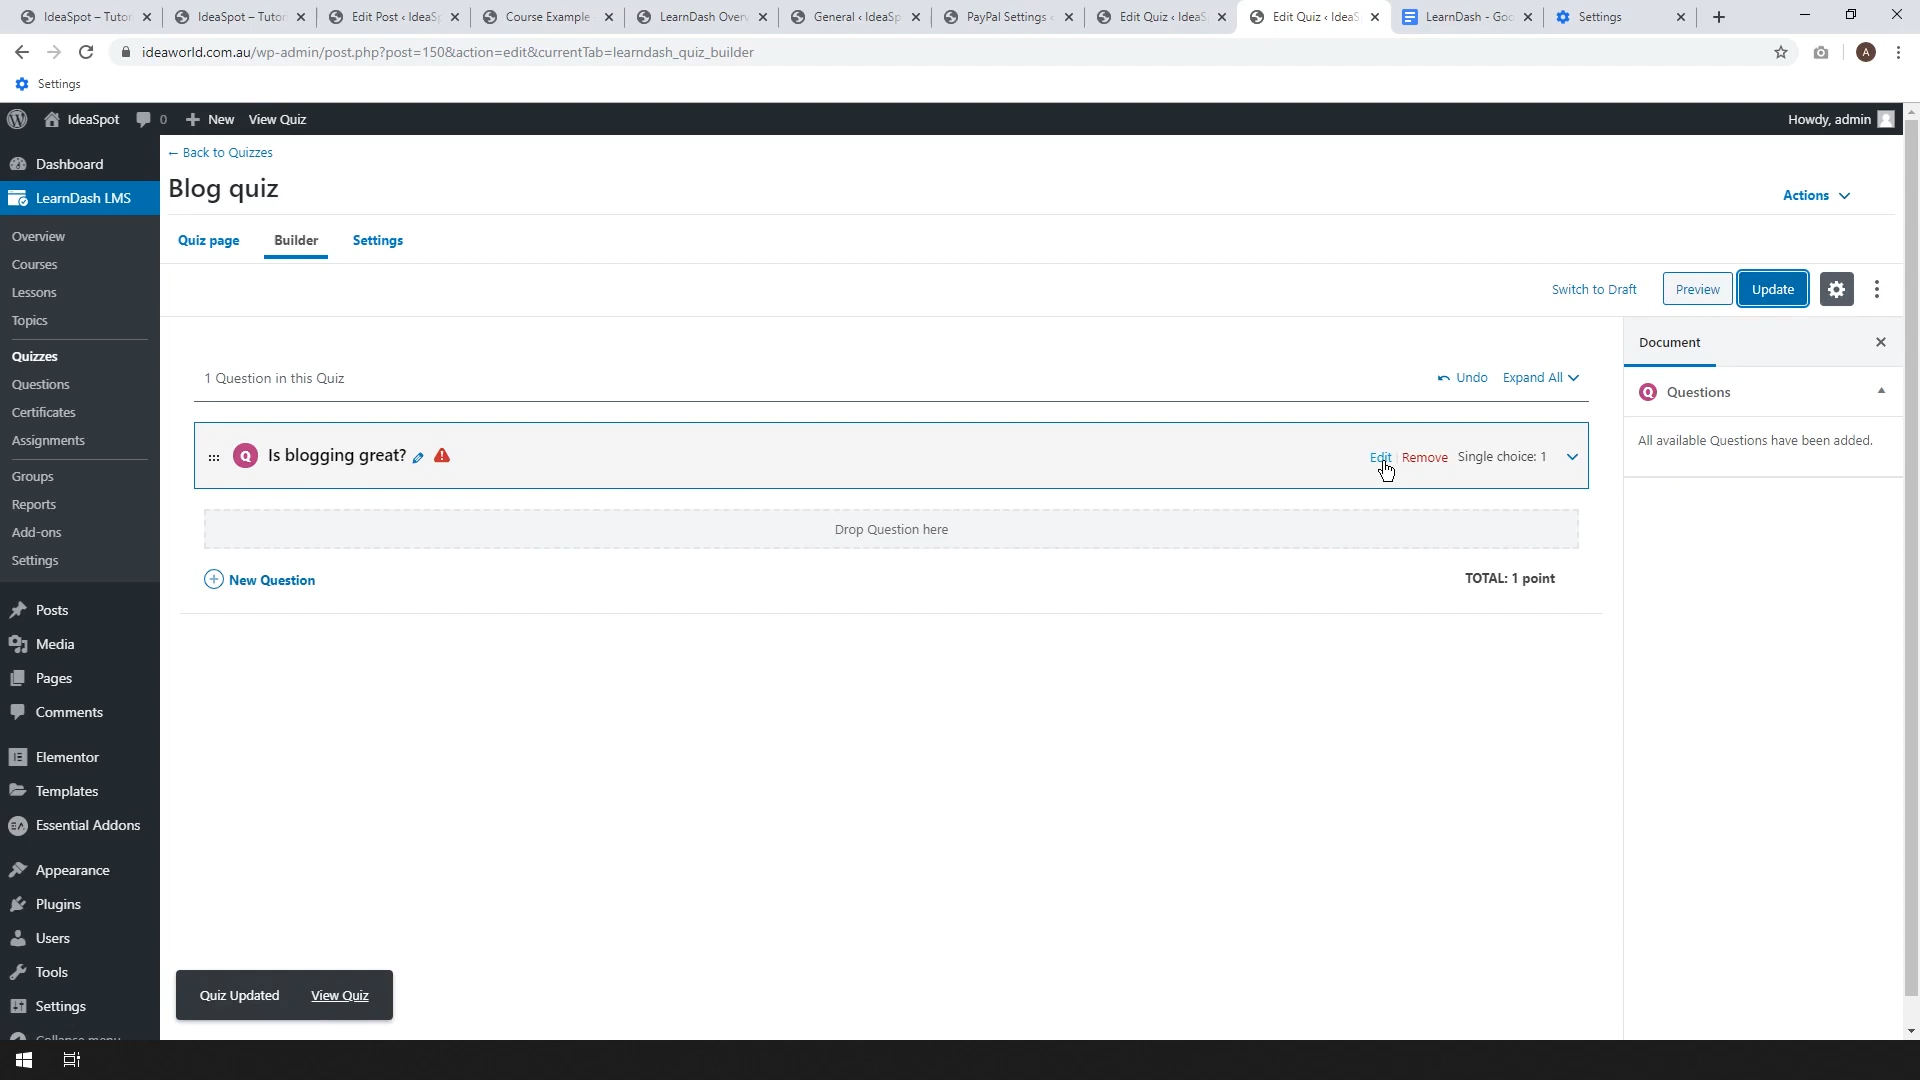 IdeaSpot – Tutor
IdeaSpot – Tutor
Edit Post ‹ IdeaS
Course Example
LearnDash Over
General ‹ IdeaSp
PayPal Settings ‹
Edit Quiz ‹ IdeaS
Edit Quiz ‹ IdeaS
LearnDash - Goo
Settings
ideaworld.com.au/wp-admin/post.php?post=150&action=edit&currentTab=learndash_quiz_builder
A
Settings
IdeaSpot
0
New
View Quiz
Howdy, admin
Dashboard
LearnDash LMS
Overview
Courses
Lessons
Topics
Quizzes
Questions
Certificates
Assignments
Groups
Reports
Add-ons
Settings
Posts
Media
Pages
Comments
Elementor
Templates
Essential Addons
Appearance
Plugins
Users
Tools
Settings
Collapse menu
← Back to Quizzes
Blog quiz
Actions
Quiz page
Builder
Settings
Switch to Draft
Preview
Update
1 Question in this Quiz
Undo
Expand All
Q
Is blogging great?
Edit | Remove
Single choice: 1
Drop Question here
New Question
TOTAL: 1 point
Document
Q
Questions
All available Questions have been added.
Quiz Updated
View Quiz